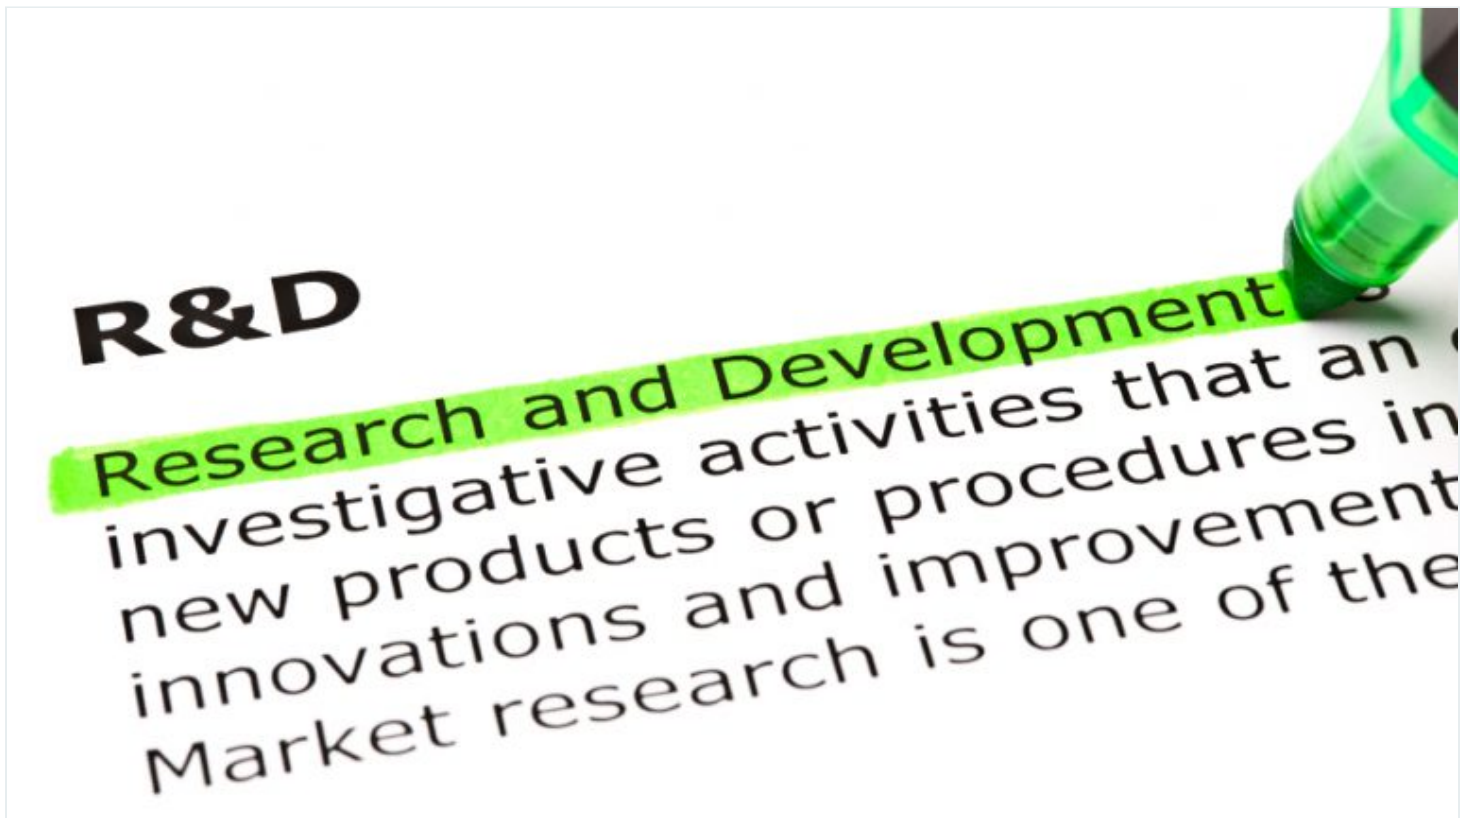 R&D
Research and Development
investigative activities that an
new products or procedures in
innovations and improvement
Market research is one of the